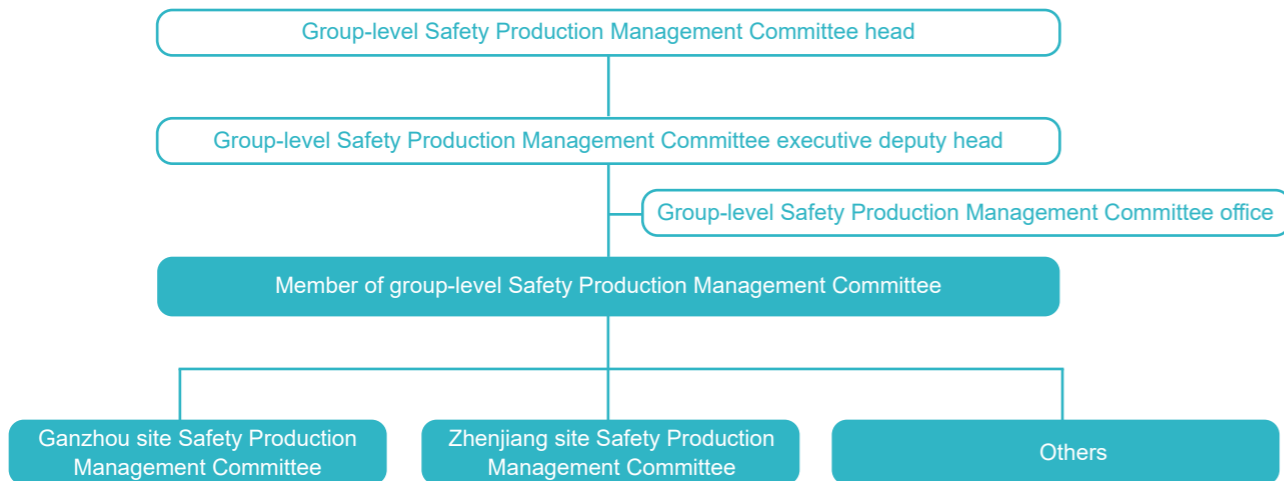 Group-level Safety Production Management Committee head
Group-level Safety Production Management Committee executive deputy head
Group-level Safety Production Management Committee office
Member of group-level Safety Production Management Committee
Ganzhou site Safety Production
Management Committee
Zhenjiang site Safety Production
Management Committee
Others